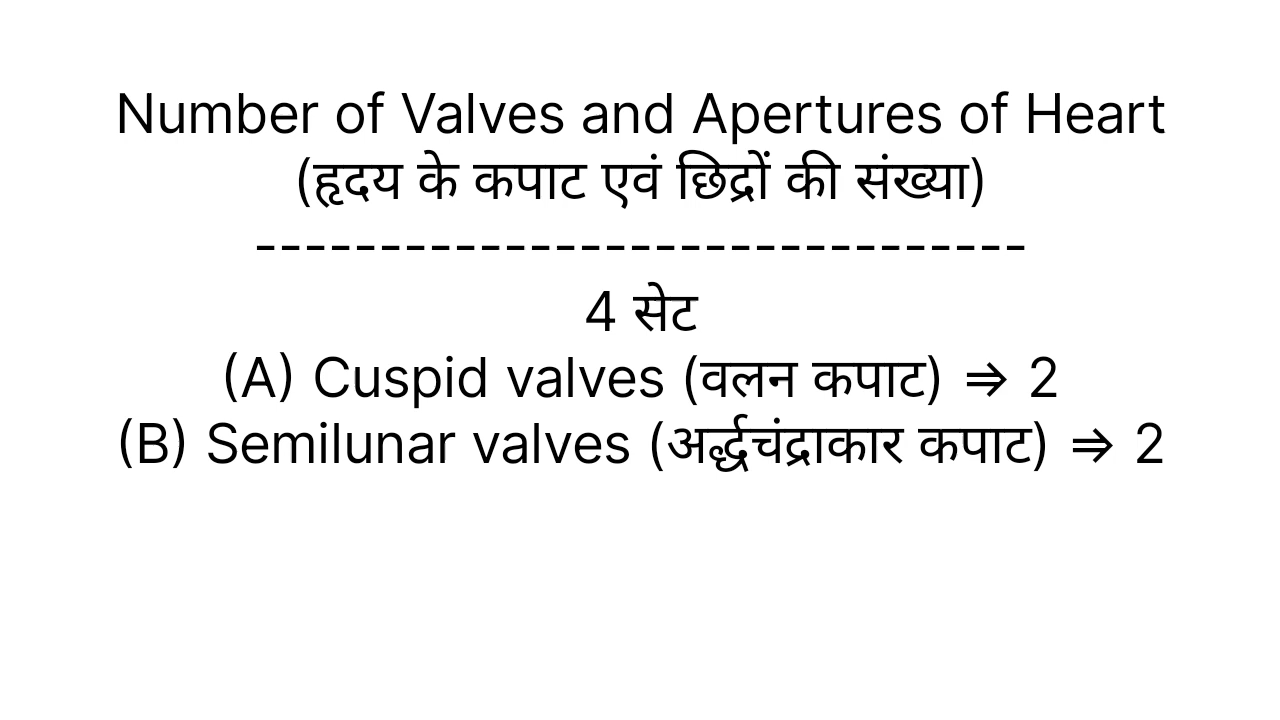 Number of Valves and Apertures of Heart
(हृदय के कपाट एवं छिद्रों की संख्या)
-------------------------------
4 सेट
(A) Cuspid valves (वलन कपाट) ⇒ 2
(B) Semilunar valves (अर्द्धचंद्राकार कपाट) ⇒ 2